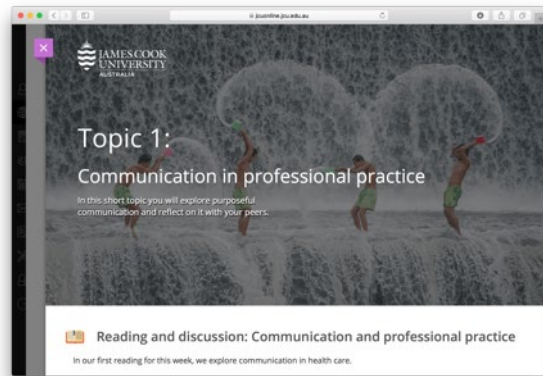 jcuonline.jcu.edu.au
JAMES COOK
UNIVERSITY
AUSTRALIA
Topic 1:
Communication in professional practice
In this short topic you will explore purposeful
communication and reflect on it with your peers.
Reading and discussion: Communication and professional practice
In our first reading for this week, we explore communication in health care.